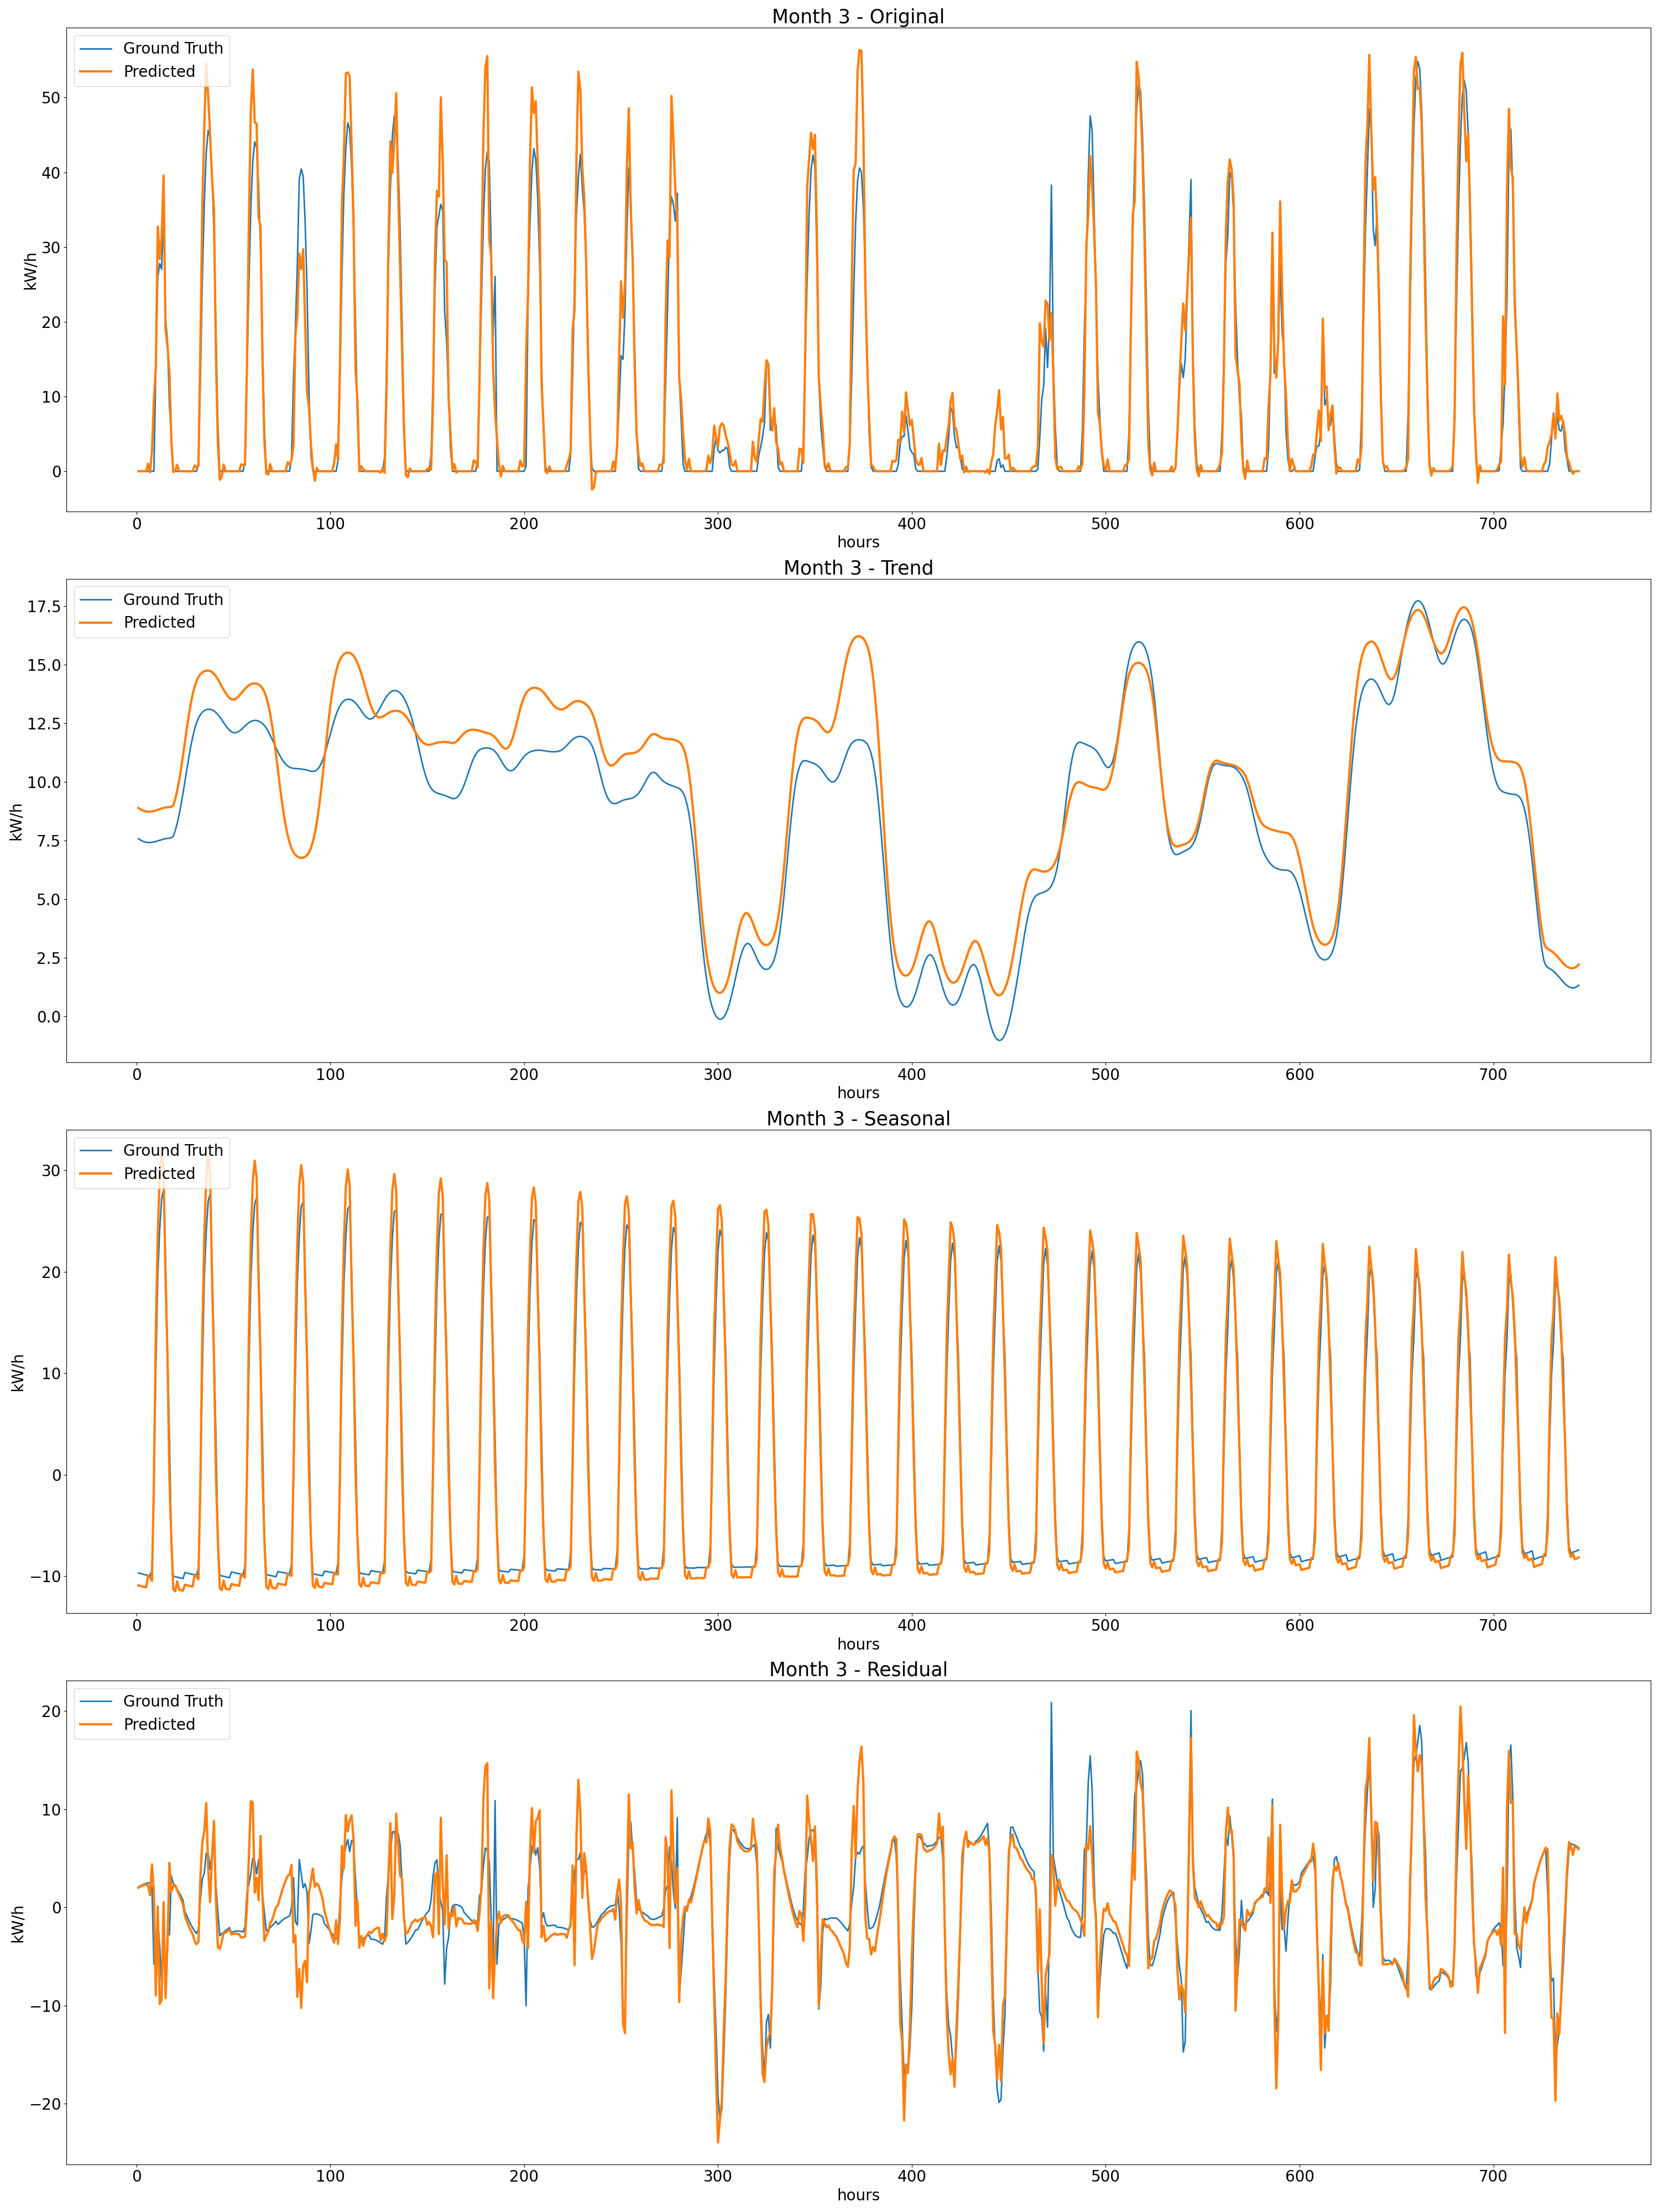 Month 3 - Original
Ground Truth
Predicted
50
40
30
20
10
0
kW/h
0 100 200 300 400 500 600 700
hours
Month 3 - Trend
Ground Truth
Predicted
17.5
15.0
12.5
10.0
7.5
5.0
2.5
0.0
kW/h
0 100 200 300 400 500 600 700
hours
Month 3 - Seasonal
Ground Truth
Predicted
30
20
10
0
−10
kW/h
0 100 200 300 400 500 600 700
hours
Month 3 - Residual
Ground Truth
Predicted
20
10
0
−10
−20
kW/h
0 100 200 300 400 500 600 700
hours